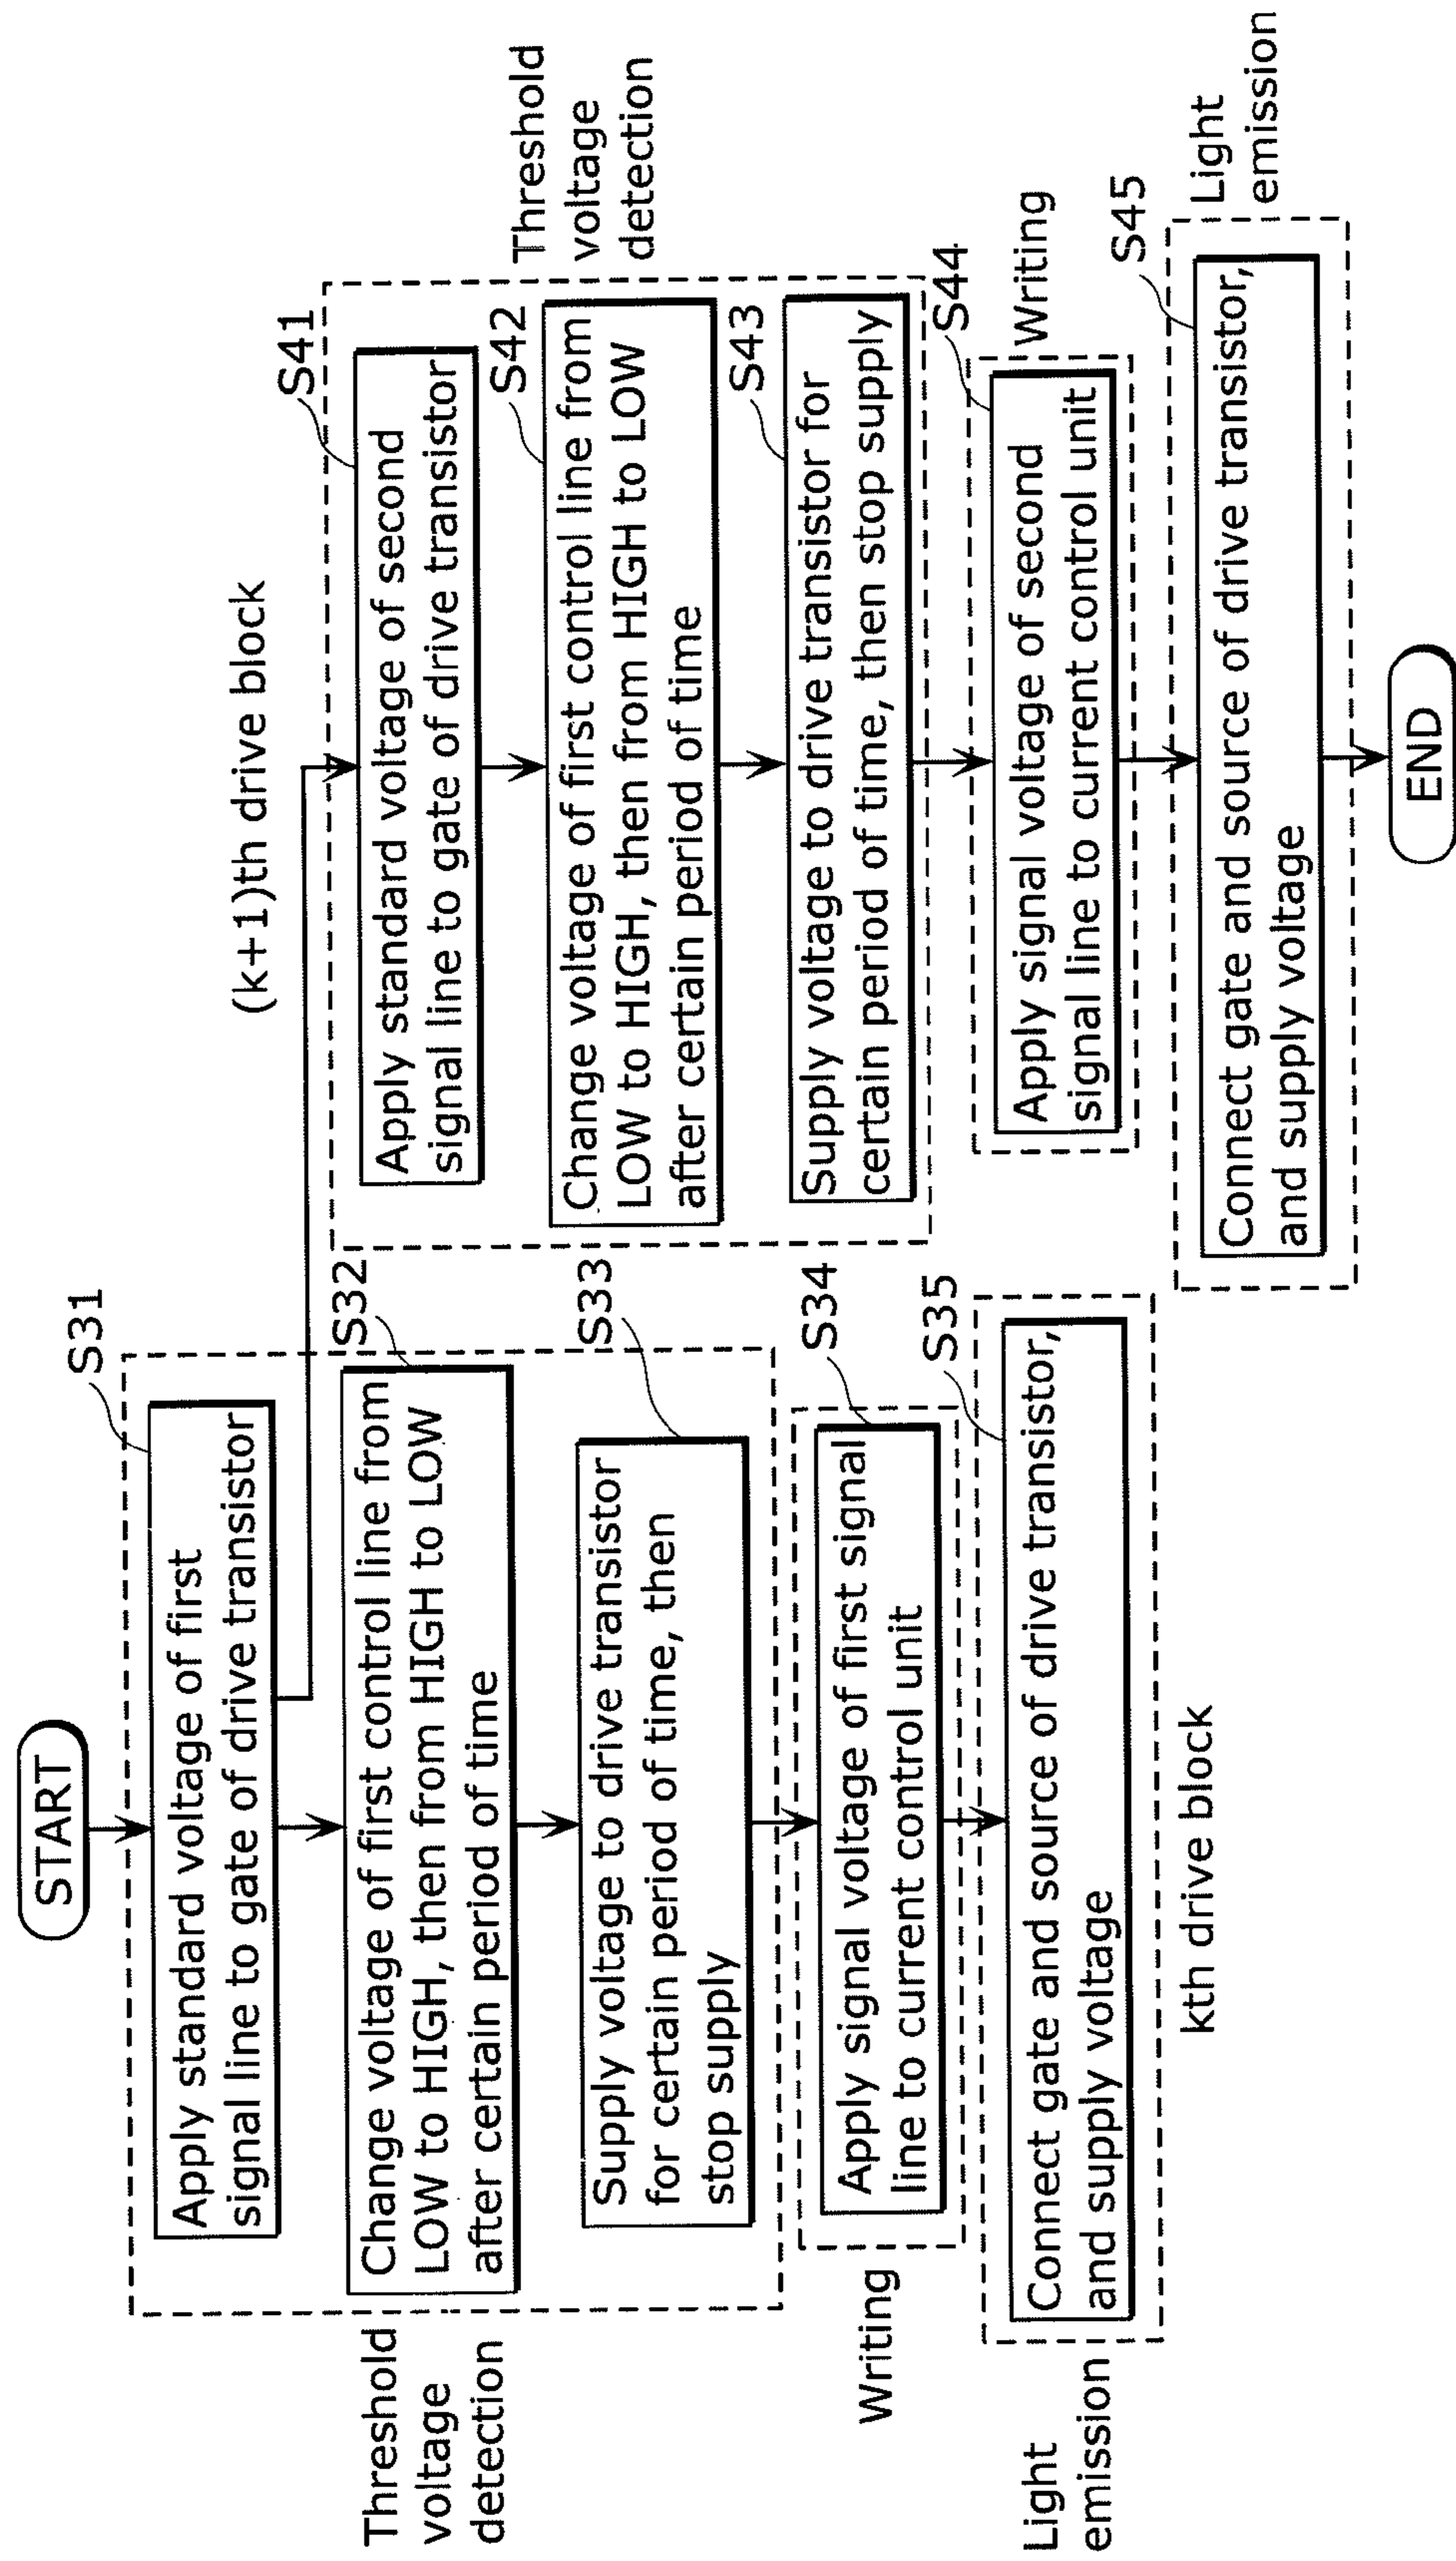 START
S31
Apply standard voltage of first
signal line to gate of drive transistor
S32
Change voltage of first control line from
LOW to HIGH, then from HIGH to LOW
after certain period of time
S33
Supply voltage to drive transistor
for certain period of time, then
stop supply
Threshold
voltage
detection
S34
Apply signal voltage of first signal
line to current control unit
Writing
S35
Connect gate and source of drive transistor,
and supply voltage
Light
emission
kth drive block
(k+1)th drive block
S41
Apply standard voltage of second
signal line to gate of drive transistor
S42
Change voltage of first control line from
LOW to HIGH, then from HIGH to LOW
after certain period of time
S43
Supply voltage to drive transistor for
certain period of time, then stop supply
Threshold
voltage
detection
S44
Apply signal voltage of second
signal line to current control unit
Writing
S45
Connect gate and source of drive transistor,
and supply voltage
Light
emission
END